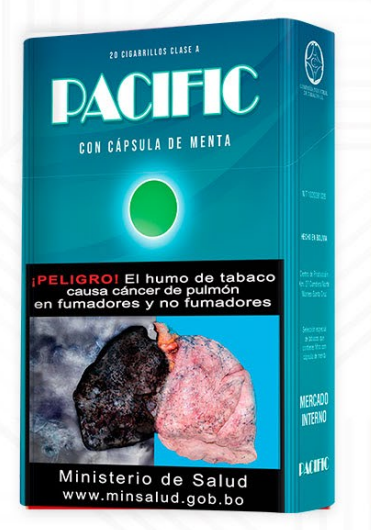 20 CIGARRILLOS CLASE A
PACIFIC
CON CÁPSULA DE MENTA
¡PELIGRO! El humo de tabaco
causa cáncer de pulmón
en fumadores y no fumadores
Ministerio de Salud
www.minsalud.gob.bo
HECHO EN BOLIVIA
MERCADO
INTERNO
PACIFIC